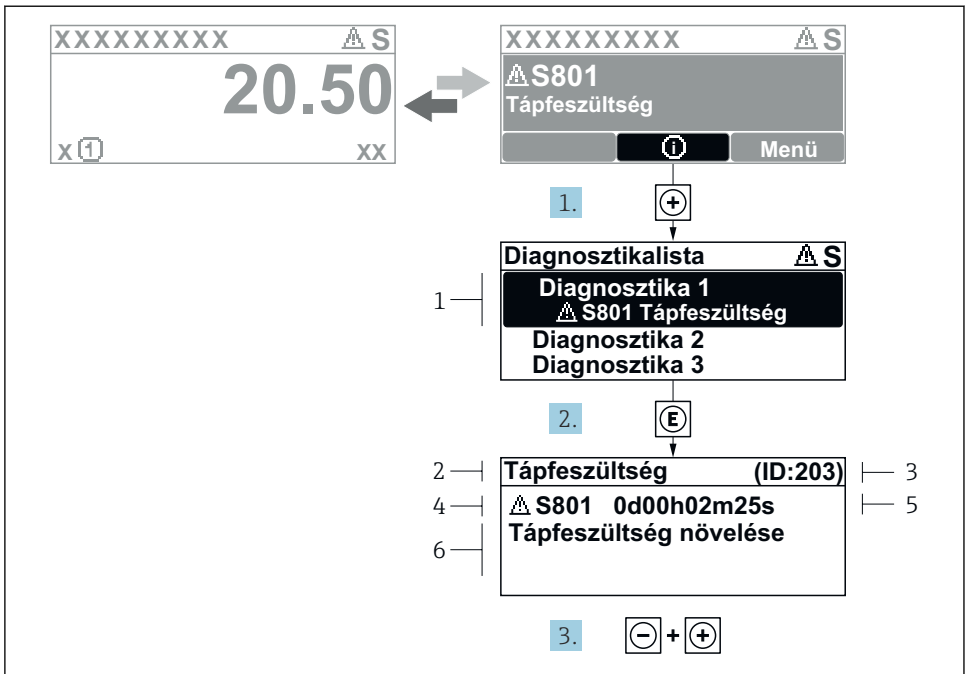 XXXXXXXXX ⚠ S
20.50
x ① xx
XXXXXXXXX ⚠ S
⚠ S801
Tápfeszültség
ⓘ Menü
1. +
Diagnosztikalista ⚠ S
1
Diagnosztika 1
⚠ S801 Tápfeszültség
Diagnosztika 2
Diagnosztika 3
2. E
2 Tápfeszültség (ID:203) 3
4 ⚠ S801 0d00h02m25s 5
6 Tápfeszültség növelése
3. − + +